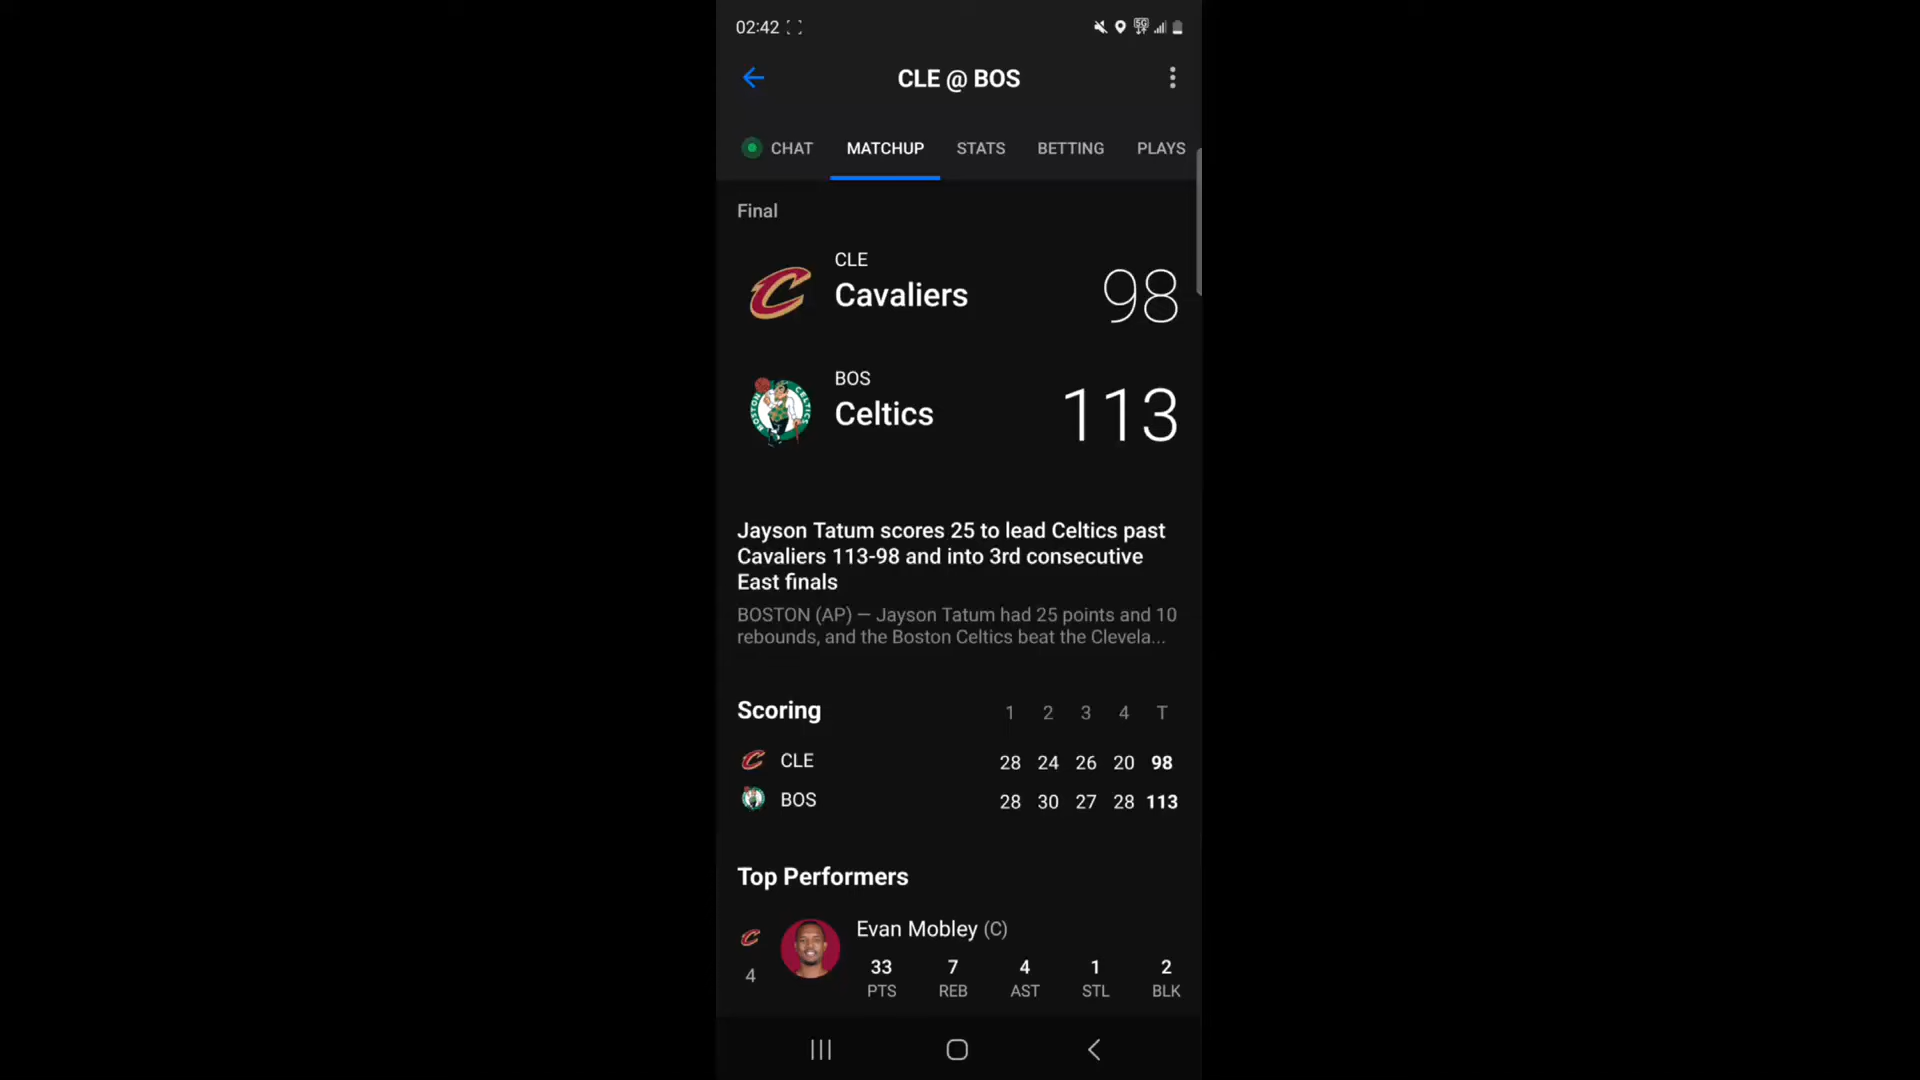 02:42
5G
CLE @ BOS
CHAT MATCHUP STATS BETTING PLAYS
Final
CLE
Cavaliers 98
BOS
Celtics 113
Jayson Tatum scores 25 to lead Celtics past
Cavaliers 113-98 and into 3rd consecutive
East finals
BOSTON (AP) — Jayson Tatum had 25 points and 10
rebounds, and the Boston Celtics beat the Clevela...
Scoring 1 2 3 4 T
CLE 28 24 26 20 98
BOS 28 30 27 28 113
Top Performers
Evan Mobley (C)
4
33 7 4 1 2
PTS REB AST STL BLK